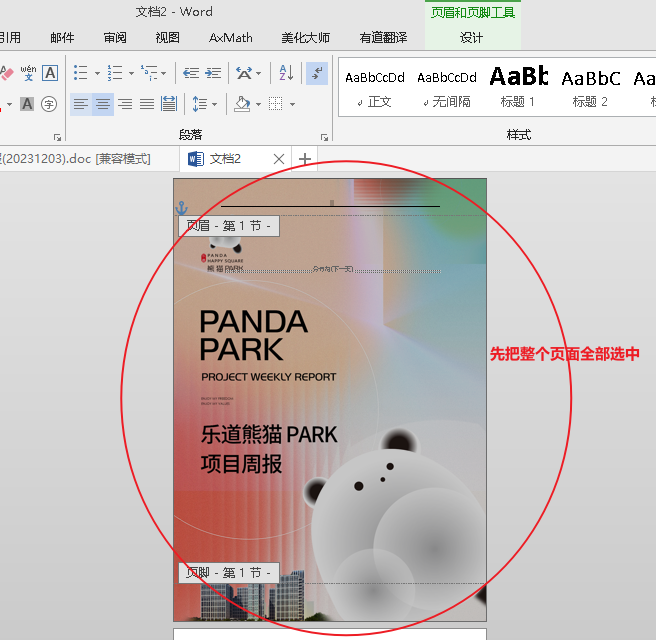 文档2 - Word
页眉和页脚工具
引用 邮件 审阅 视图 AxMath 美化大师 有道翻译 设计
wén
文 A
A↓Z
AaBbCcDd AaBbCcDd AaBb AaBbC
A 字
正文 无间隔 标题 1 标题 2
段落 样式
(20231203).doc [兼容模式] 文档2
页眉 - 第 1 节 -
PANDA
HAPPY SQUARE
熊猫PARK
分节符(下一页)
PANDA
PARK
先把整个页面全部选中
PROJECT WEEKLY REPORT
乐道熊猫 PARK
项目周报
页脚 - 第 1 节 -